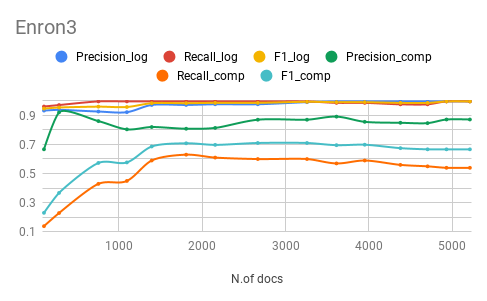 Enron3
Precision_log Recall_log F1_log Precision_comp
Recall_comp F1_comp
0.9
0.7
0.5
0.3
0.1
1000 2000 3000 4000 5000
N.of docs